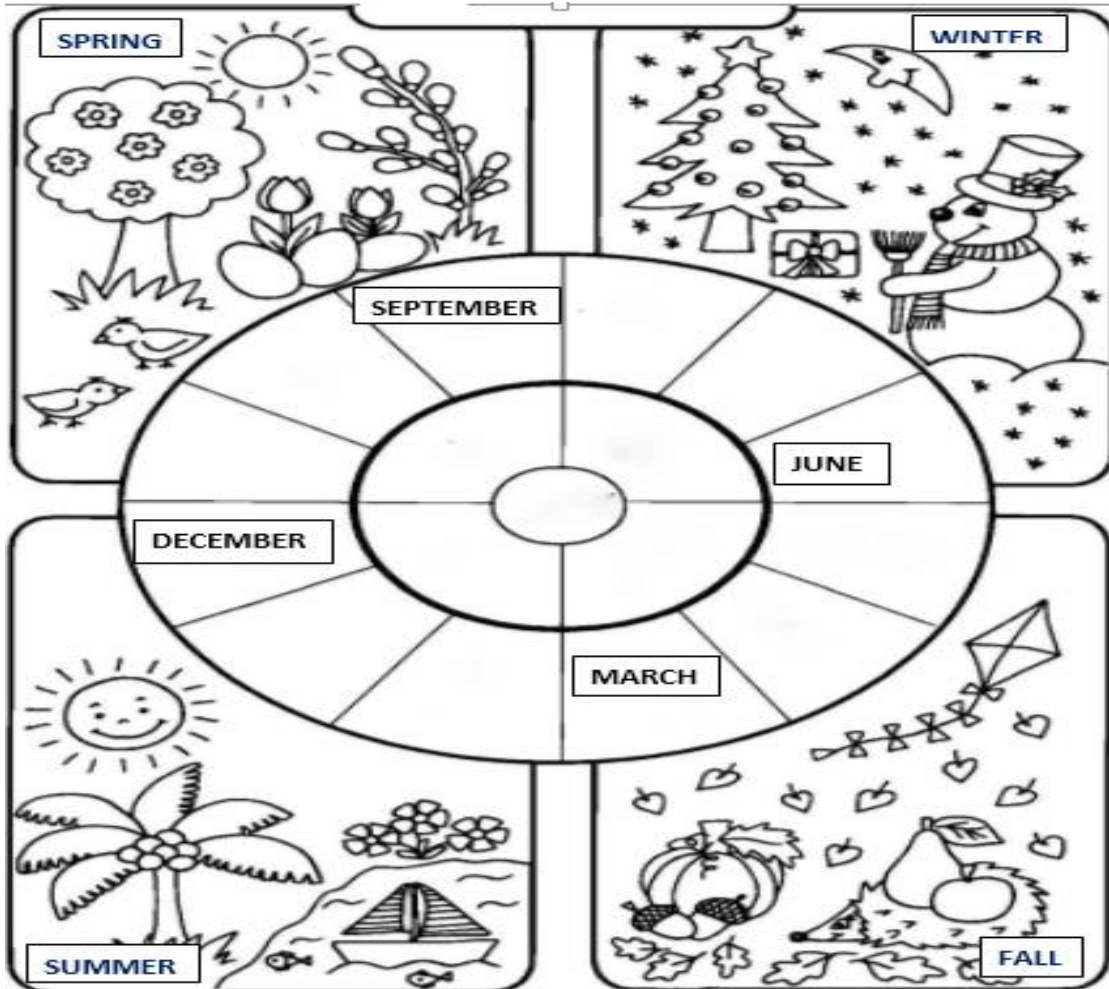 SPRING
WINTER
SEPTEMBER
JUNE
DECEMBER
MARCH
SUMMER
FALL